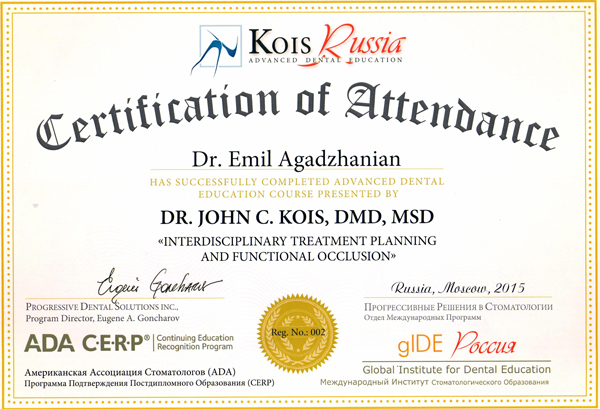 KOIS Russia
ADVANCED DENTAL EDUCATION
Certification of Attendance
Dr. Emil Agadzhanian
HAS SUCCESSFULLY COMPLETED ADVANCED DENTAL
EDUCATION COURSE PRESENTED BY
DR. JOHN C. KOIS, DMD, MSD
«INTERDISCIPLINARY TREATMENT PLANNING
AND FUNCTIONAL OCCLUSION»
Evgenii Goncharov
Russia, Moscow, 2015
PROGRESSIVE DENTAL SOLUTIONS INC.,
Program Director, Eugene A. Goncharov
ПРОГРЕССИВНЫЕ РЕШЕНИЯ В СТОМАТОЛОГИИ
Отдел Международных Программ
Reg. No.: 002
ADA C·E·R·P® | Continuing Education
Recognition Program
gIDE Россия
Global Institute for Dental Education
Американская Ассоциация Стоматологов (ADA)
Программа Подтверждения Постдипломного Образования (CERP)
Международный Институт Стоматологического Образования